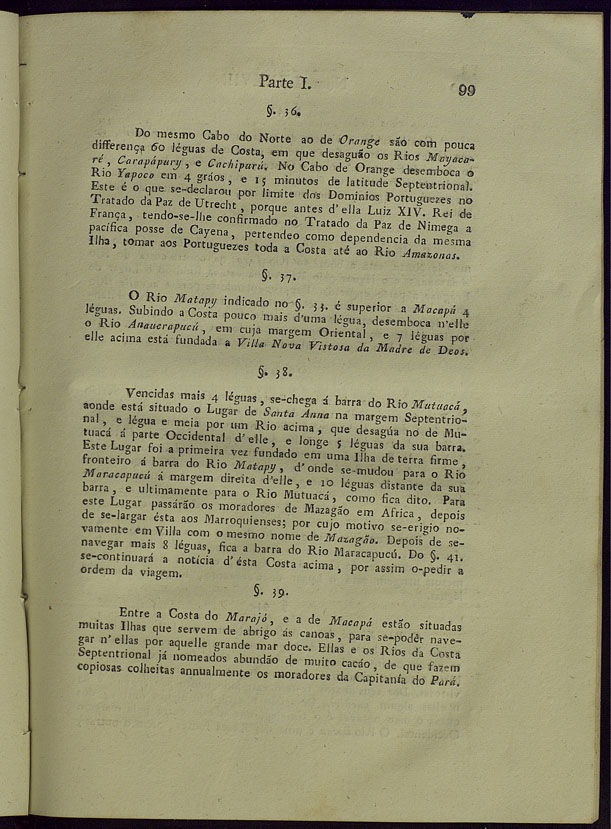 Parte I. 99
§. 36.
Do mesmo Cabo do Norte ao de Orange são com pouca
differença 60 léguas de Costa, em que desaguão os Rios Mayaca-
ré, Carapápury, e Cachipurú. No Cabo de Orange desemboca o
Rio Yapoco em 4 gráos, e 15 minutos de latitude Septentrional.
Este é o que se-declarou por limite dos Dominios Portuguezes no
Tratado da Paz de Utrecht, porque antes d'ella Luiz XIV. Rei de
França, tendo-se-lhe confirmado no Tratado da Paz de Nimega a
pacífica posse de Cayena, pertendeo como dependencia da mesma
Ilha, tomar aos Portuguezes toda a Costa até ao Rio Amazonas.
§. 37.
O Rio Matapy indicado no §. 33. é superior a Macapá 4
léguas. Subindo a Costa pouco mais d'uma légua, desemboca n'elle
o Rio Anauerapucú, em cuja margem Oriental, e 7 léguas por
elle acima está fundada a Villa Nova Vistosa da Madre de Deos.
§. 38.
Vencidas mais 4 léguas, se-chega á barra do Rio Mutuacá,
aonde está situado o Lugar de Santa Anna na margem Septentrio-
nal, e légua e meia por um Rio acima, que desagúa no de Mu-
tuacá á parte Occidental d'elle, e longe 5 léguas da sua barra.
Este Lugar foi a primeira vez fundado em uma Ilha de terra firme,
fronteiro á barra do Rio Matapy, d'onde se-mudou para o Rio
Maracapucú á margem direita d'elle, e 10 léguas distante da sua
barra, e ultimamente para o Rio Mutuacá, como fica dito. Para
este Lugar passárão os moradores de Mazagão em Africa, depois
de se-largar ésta aos Marroquienses; por cujo motivo se-erigio no-
vamente em Villa com o mesmo nome de Mazagão. Depois de se-
navegar mais 8 léguas, fica a barra do Rio Maracapucú. Do §. 41.
se-continuará a notícia d'ésta Costa acima, por assim o-pedir a
ordem da viagem.
§. 39.
Entre a Costa do Marajó, e a de Macapá estão situadas
muitas Ilhas que servem de abrigo ás canoas, para se-podêr nave-
gar n'ellas por aquelle grande mar doce. Ellas e os Rios da Costa
Septentrional já nomeados abundão de muito cacáo, de que fazem
copiosas colheitas annualmente os moradores da Capitanía do Pará.